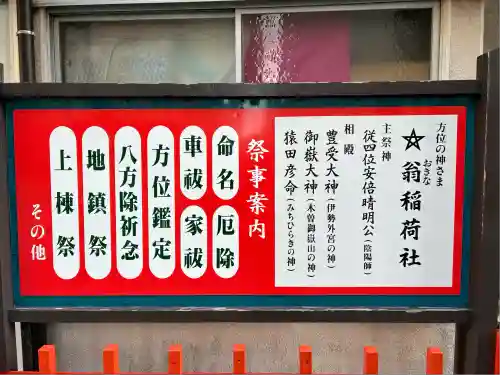 方位の神さま
☆翁稲荷社
おきな
主祭神
従四位安倍晴明公(陰陽師)
相殿
豊受大神(伊勢外宮の神)
御嶽大神(木曽御嶽山の神)
猿田彦命(みちひらきの神)
祭事案内
命名 厄除
車祓 家祓
方位鑑定
八方除祈念
地鎮祭
上棟祭
その他